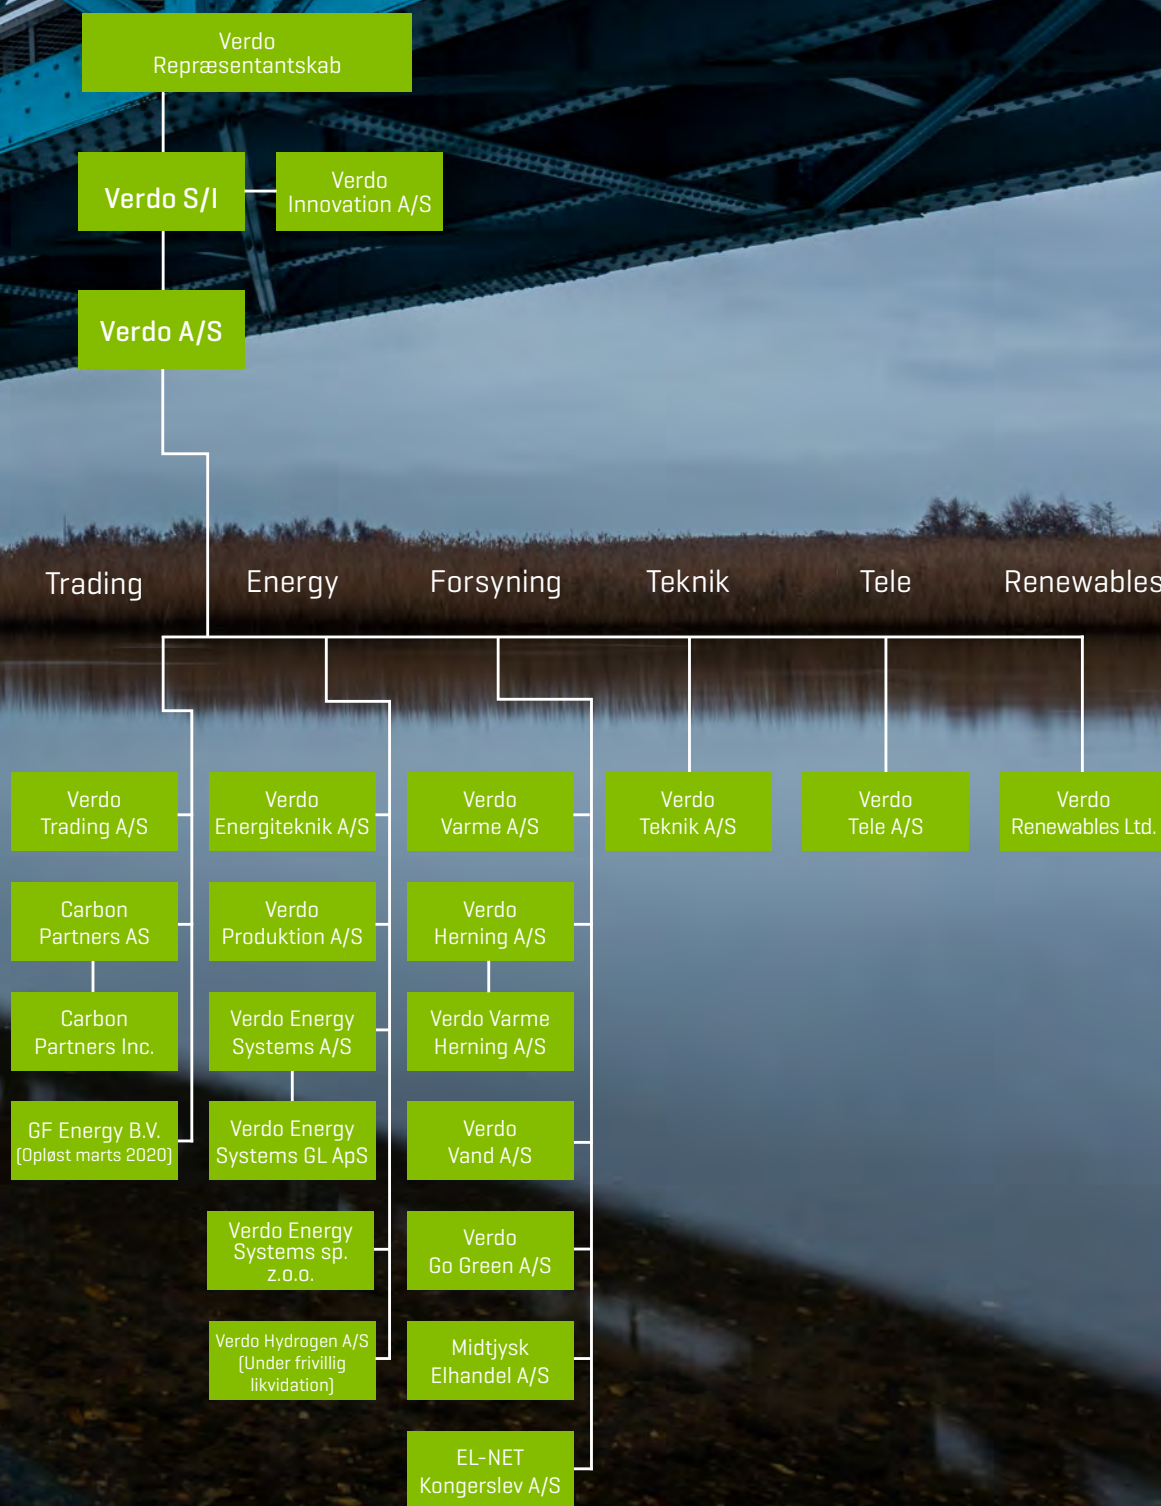 Verdo
Repræsentantskab
Verdo S/I
Verdo
Innovation A/S
Verdo A/S
Trading
Energy
Forsyning
Teknik
Tele
Renewables
Verdo
Trading A/S
Verdo
Energiteknik A/S
Verdo
Varme A/S
Verdo
Teknik A/S
Verdo
Tele A/S
Verdo
Renewables Ltd.
Carbon
Partners AS
Verdo
Produktion A/S
Verdo
Herning A/S
Carbon
Partners Inc.
Verdo Energy
Systems A/S
Verdo Varme
Herning A/S
GF Energy B.V.
(Opløst marts 2020)
Verdo Energy
Systems GL ApS
Verdo
Vand A/S
Verdo Energy
Systems sp.
z.o.o.
Verdo
Go Green A/S
Verdo Hydrogen A/S
(Under frivillig
likvidation)
Midtjysk
Elhandel A/S
EL-NET
Kongerslev A/S